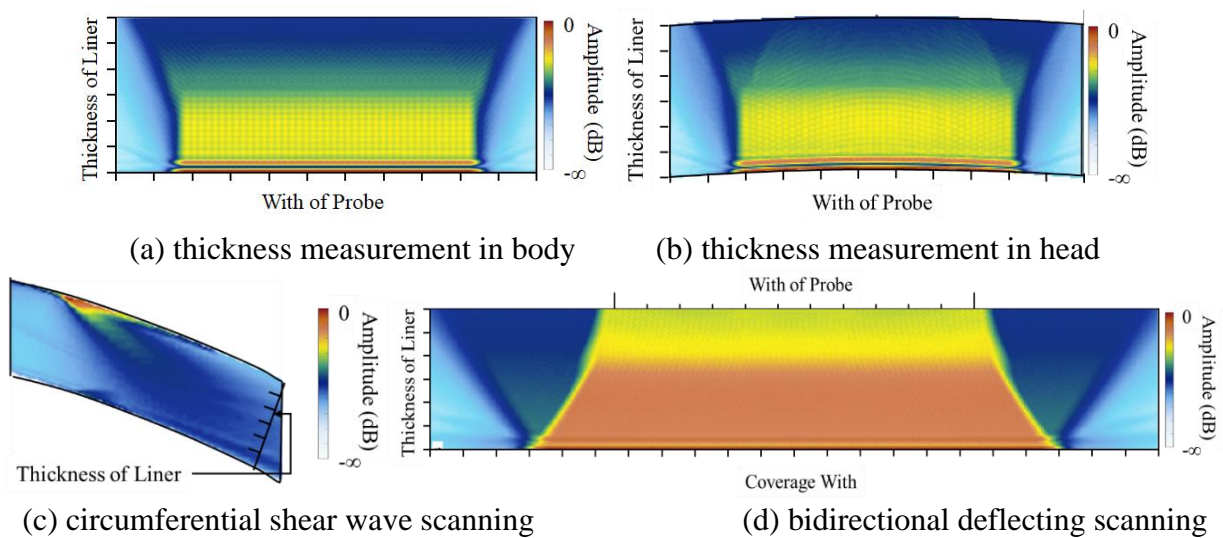 Thickness of Liner
0
Amplitude (dB)
-∞
With of Probe
(a) thickness measurement in body
Thickness of Liner
0
Amplitude (dB)
-∞
With of Probe
(b) thickness measurement in head
0
Amplitude (dB)
-∞
Thickness of Liner
(c) circumferential shear wave scanning
With of Probe
Thickness of Liner
0
Amplitude (dB)
-∞
Coverage With
(d) bidirectional deflecting scanning